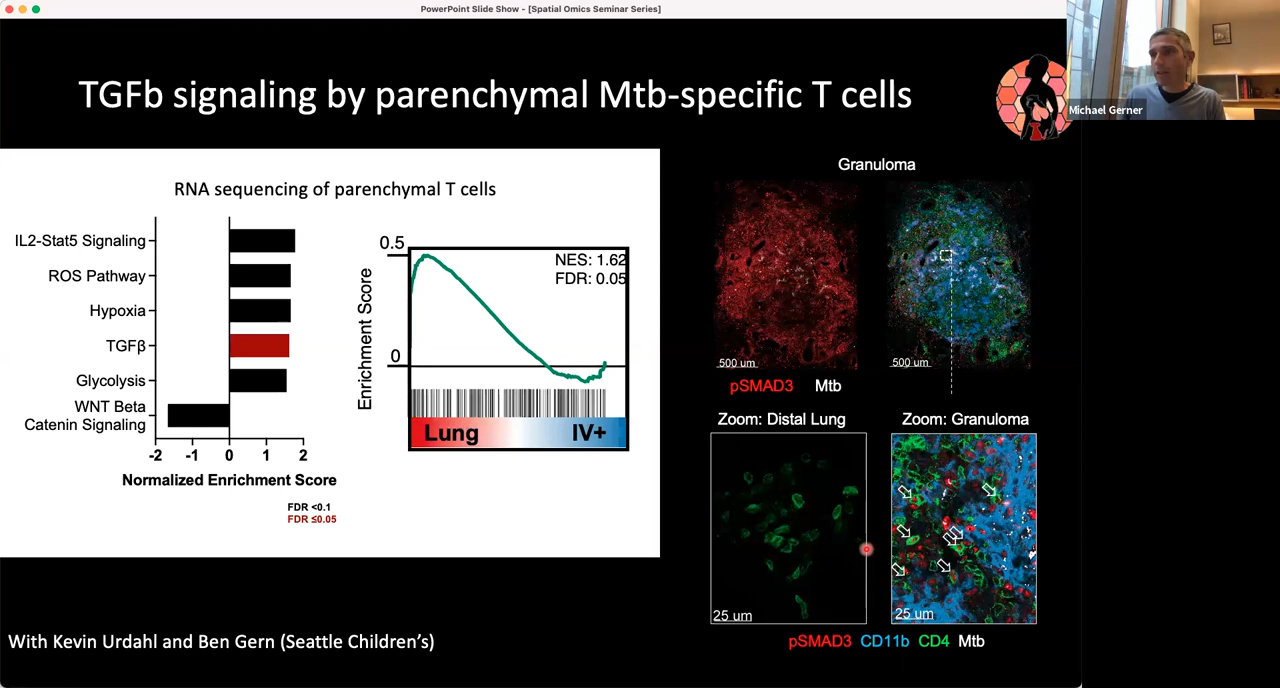 PowerPoint Slide Show - [Spatial Omics Seminar Series]
TGFb signaling by parenchymal Mtb-specific T cells
Michael Gerner
RNA sequencing of parenchymal T cells
IL2-Stat5 Signaling
ROS Pathway
Hypoxia
TGFβ
Glycolysis
WNT Beta
Catenin Signaling
-2 -1 0 1 2
Normalized Enrichment Score
FDR <0.1
FDR ≤0.05
0.5
0
Enrichment Score
NES: 1.62
FDR: 0.05
Lung IV+
Granuloma
500 um 500 um
pSMAD3 Mtb
Zoom: Distal Lung Zoom: Granuloma
25 um 25 um
pSMAD3 CD11b CD4 Mtb
With Kevin Urdahl and Ben Gern (Seattle Children's)